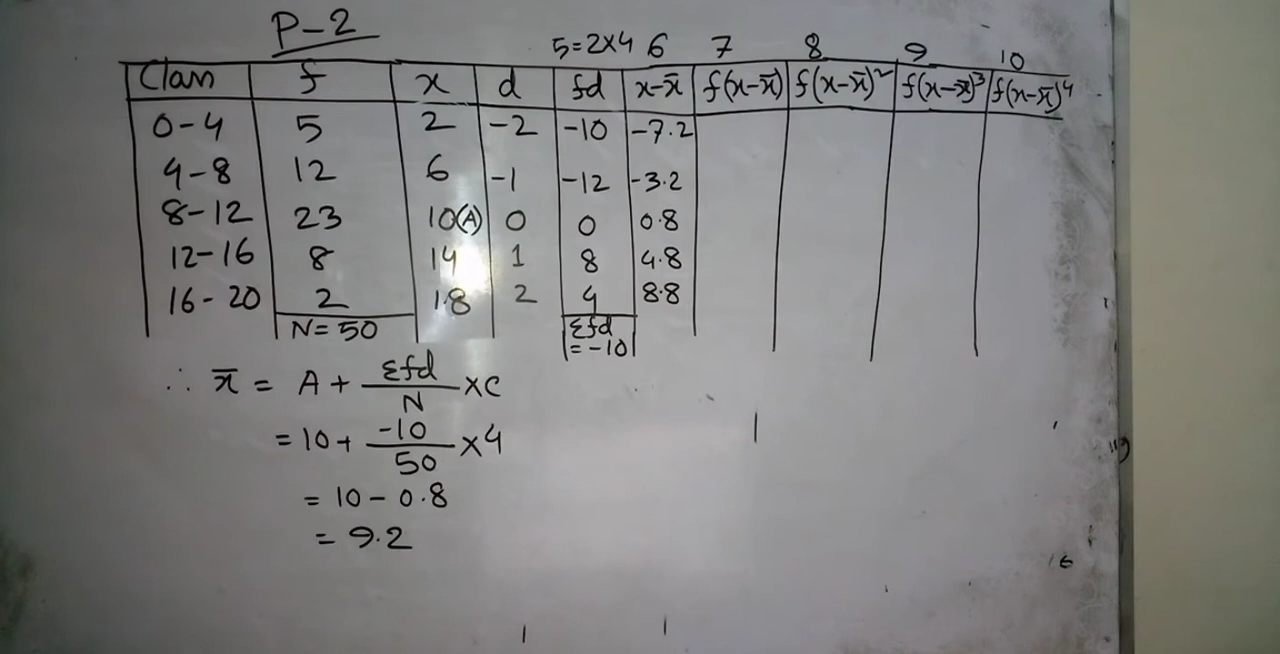 P-2
5=2x4 6 7 8 9 10
Class f x d fd x-x̄ f(x-x̄) f(x-x̄)² f(x-x̄)³ f(x-x̄)⁴
0-4 5 2 -2 -10 -7.2
4-8 12 6 -1 -12 -3.2
8-12 23 10(A) 0 0 0.8
12-16 8 14 1 8 4.8
16-20 2 18 2 4 8.8
N=50 Σfd
=-10
∴ x̄ = A + Σfd/N ×C
=10+ -10/50 ×4
= 10-0.8
= 9.2